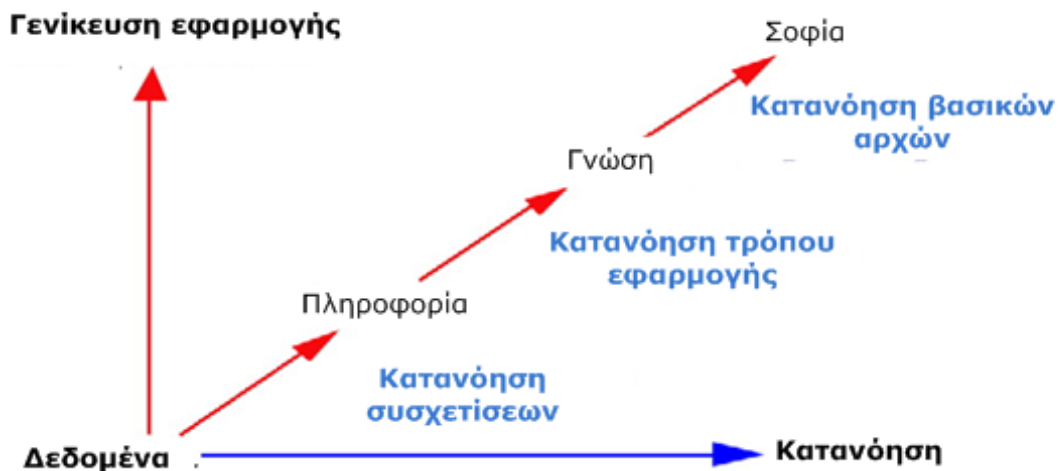 Γενίκευση εφαρμογής
Σοφία
Κατανόηση βασικών
αρχών
Γνώση
Κατανόηση τρόπου
εφαρμογής
Πληροφορία
Κατανόηση
συσχετίσεων
Δεδομένα
Κατανόηση